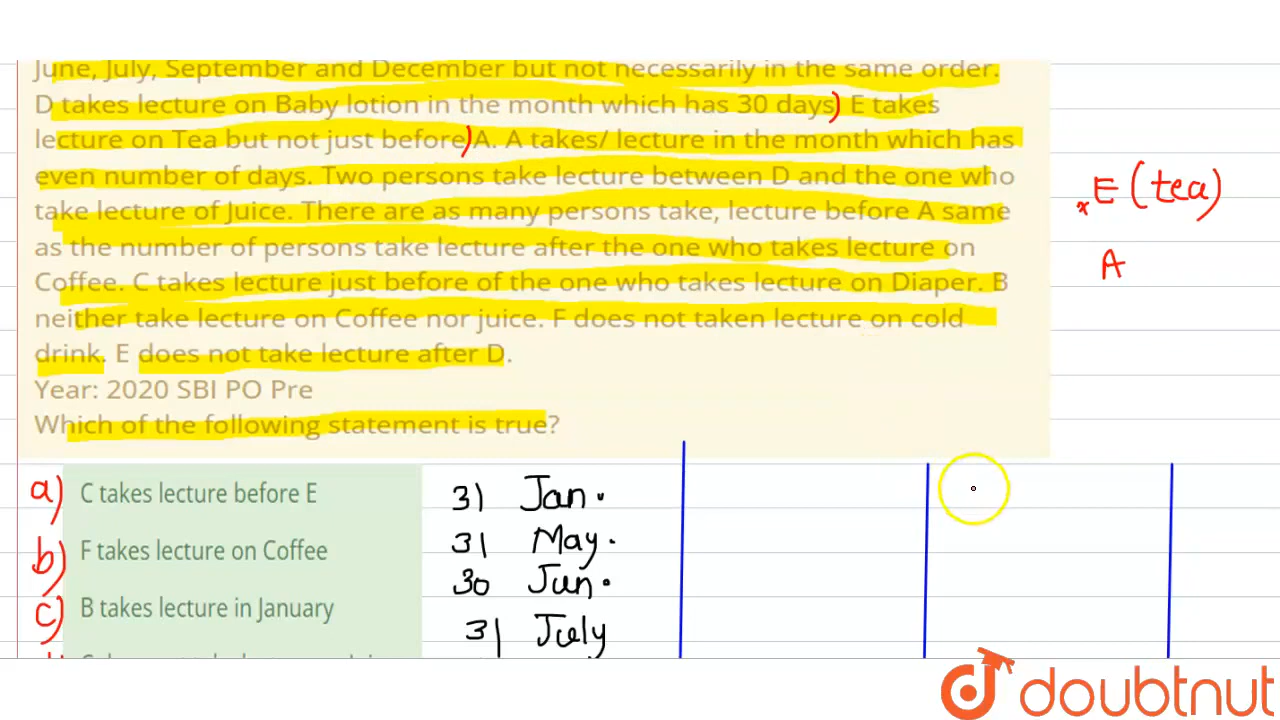 June, July, September and December but not necessarily in the same order.
D takes lecture on Baby lotion in the month which has 30 days) E takes
lecture on Tea but not just before) A. A takes/ lecture in the month which has
even number of days. Two persons take lecture between D and the one who
take lecture of Juice. There are as many persons take, lecture before A same
as the number of persons take lecture after the one who takes lecture on
Coffee. C takes lecture just before of the one who takes lecture on Diaper. B
neither take lecture on Coffee nor juice. F does not taken lecture on cold
drink. E does not take lecture after D.
Year: 2020 SBI PO Pre
Which of the following statement is true?
x E (tea)
A
a) C takes lecture before E
b) F takes lecture on Coffee
c) B takes lecture in January
31 Jan.
31 May.
30 Jun.
31 July
doubtnut